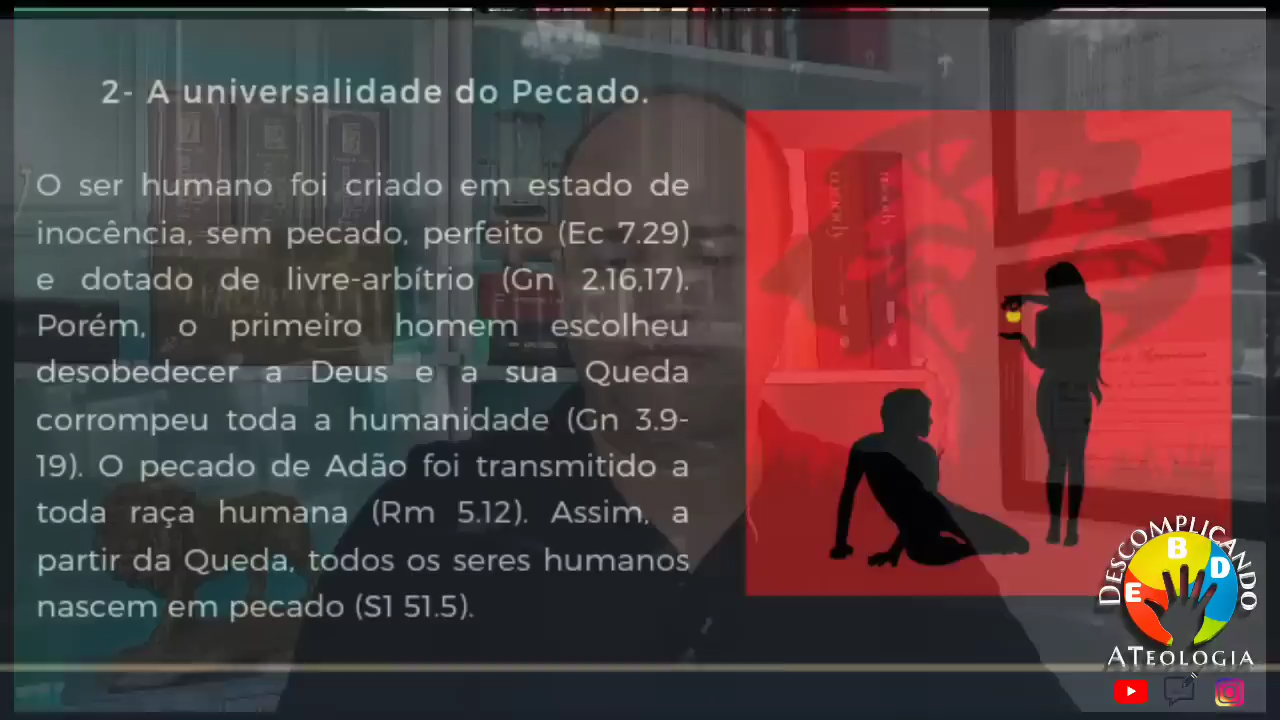 2- A universalidade do Pecado.
O ser humano foi criado em estado de
inocência, sem pecado, perfeito (Ec 7.29)
e dotado de livre-arbítrio (Gn 2.16,17).
Porém, o primeiro homem escolheu
desobedecer a Deus e a sua Queda
corrompeu toda a humanidade (Gn 3.9-
19). O pecado de Adão foi transmitido a
toda raça humana (Rm 5.12). Assim, a
partir da Queda, todos os seres humanos
nascem em pecado (S1 51.5).
moody
moody
DESCOMPLICANDO
E B D
ATEOLOGIA